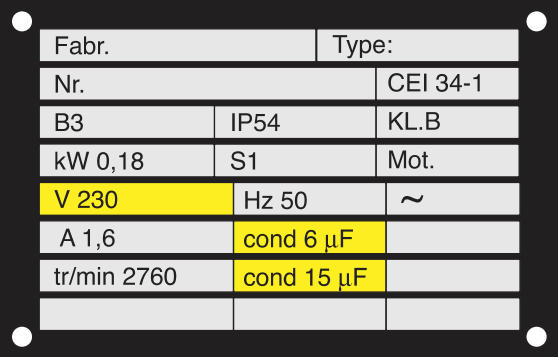 Fabr. Type:
Nr. CEI 34-1
B3 IP54 KL.B
kW 0,18 S1 Mot.
V 230 Hz 50 ~
A 1,6 cond 6 µF
tr/min 2760 cond 15 µF